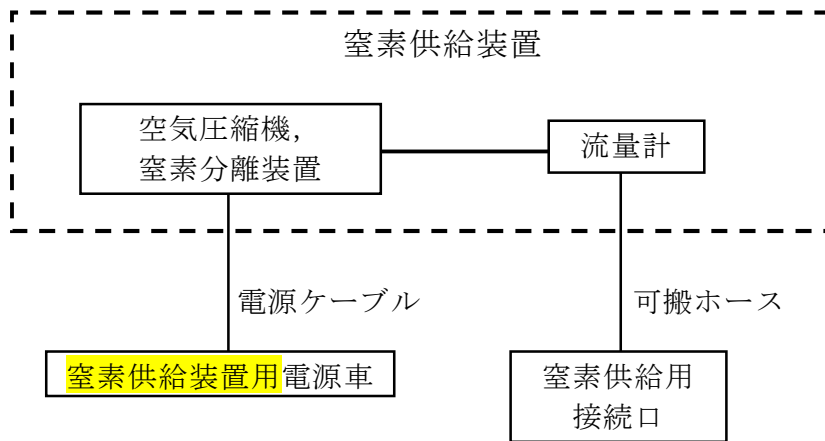 窒素供給装置
空気圧縮機，
窒素分離装置
流量計
電源ケーブル
可搬ホース
窒素供給装置用電源車
窒素供給用
接続口